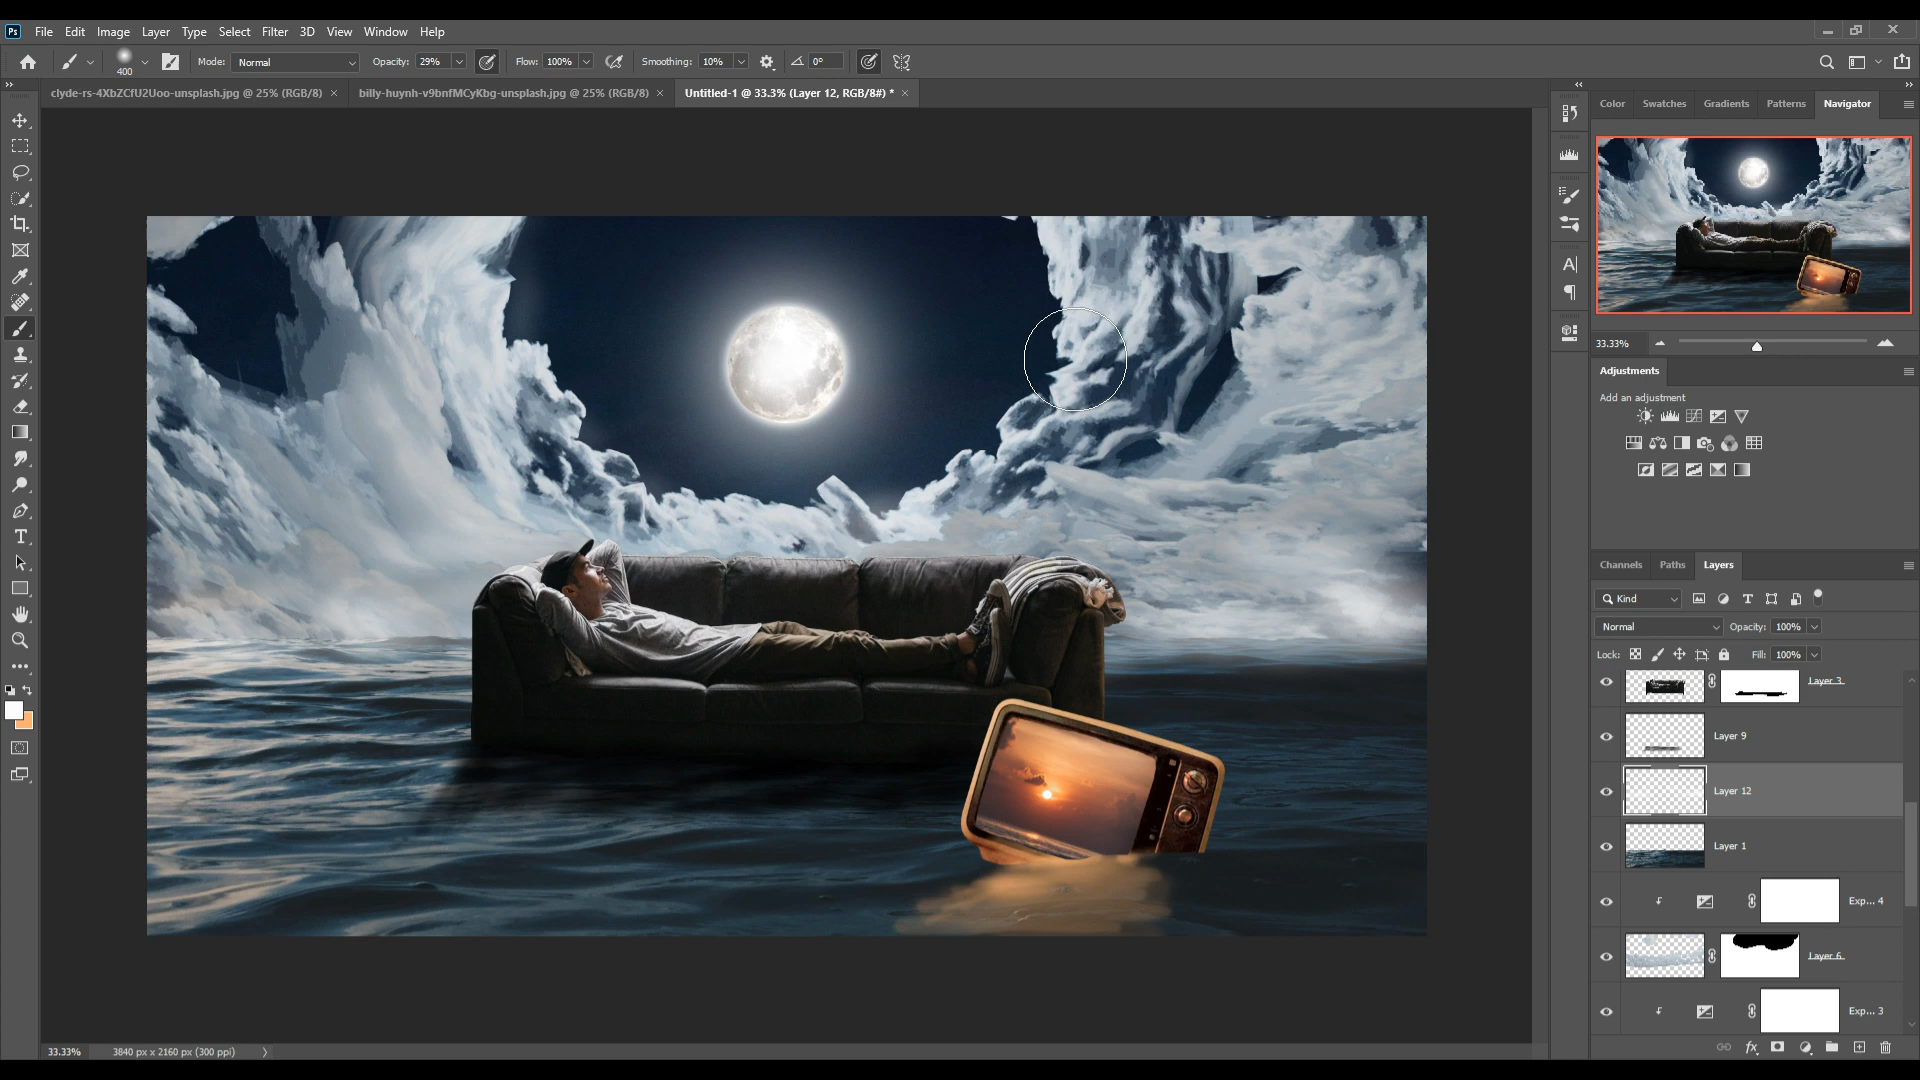 Ps File Edit Image Layer Type Select Filter 3D View Window Help
400 Mode: Normal Opacity: 29% Flow: 100% Smoothing: 10% 0°
clyde-rs-4XbZCfU2Uoo-unsplash.jpg @ 25% (RGB/8) × billy-huynh-v9bnfMCyKbg-unsplash.jpg @ 25% (RGB/8) × Untitled-1 @ 33.3% (Layer 12, RGB/8#) * ×
Color Swatches Gradients Patterns Navigator
33.33%
Adjustments
Add an adjustment
Channels Paths Layers
Kind
Normal Opacity: 100%
Lock: Fill: 100%
Layer 3
Layer 9
Layer 12
Layer 1
Exp... 4
Layer 6
Exp... 3
33.33% 3840 px x 2160 px (300 ppi)